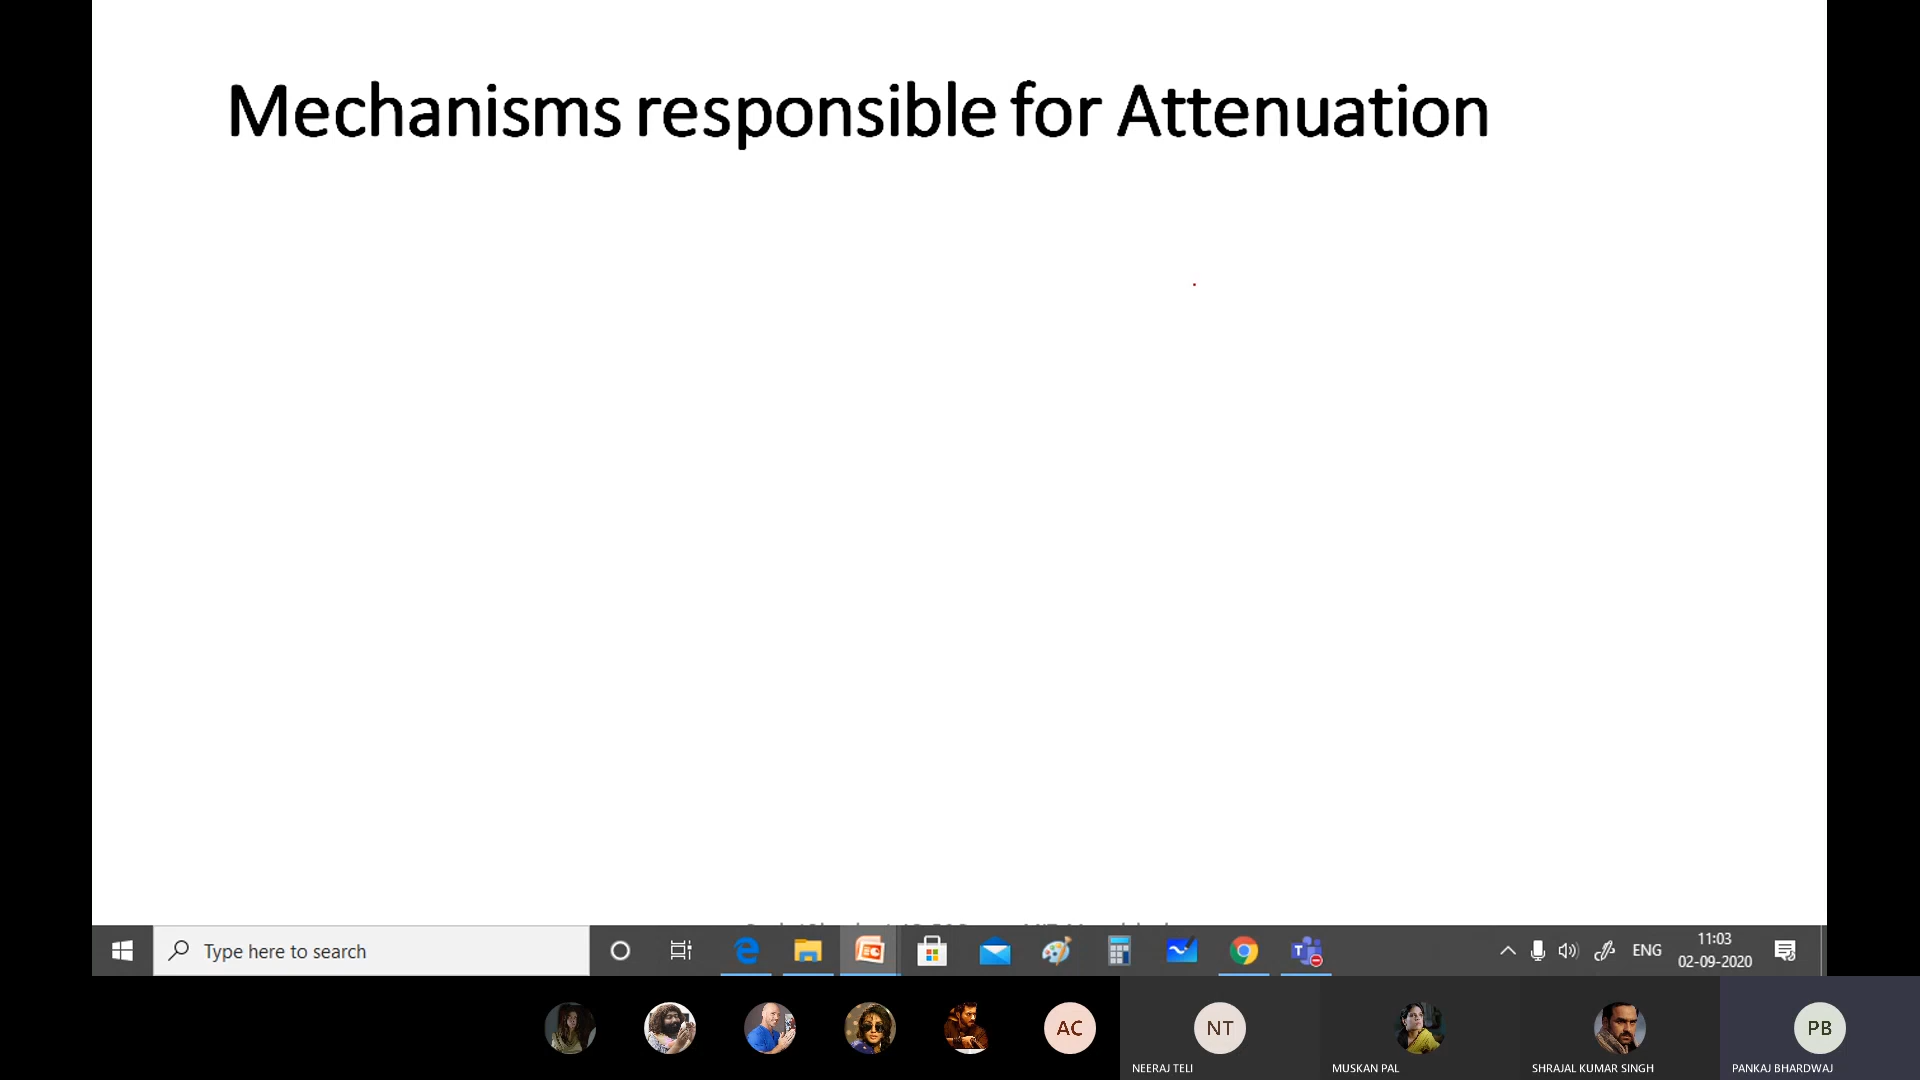 Mechanisms responsible for Attenuation
Type here to search
ENG
11:03
02-09-2020
AC
NT
PB
NEERAJ TELI
MUSKAN PAL
SHRAJAL KUMAR SINGH
PANKAJ BHARDWAJ